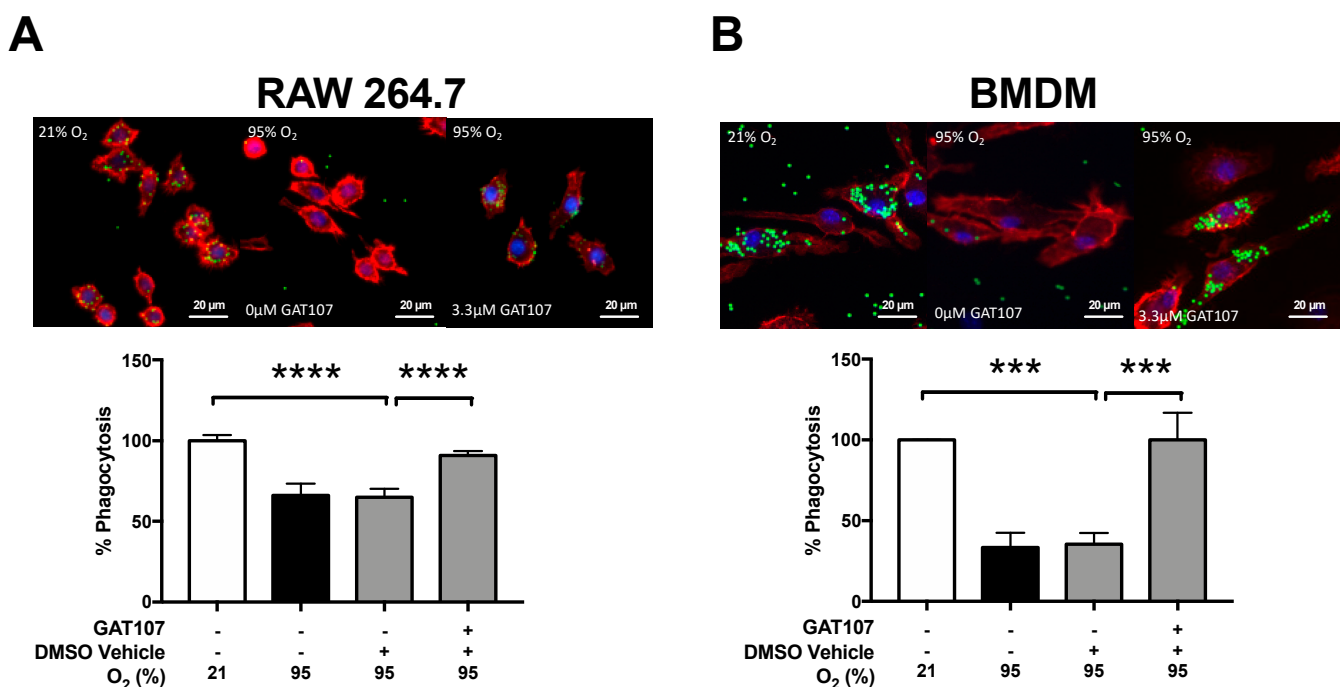 A
RAW 264.7
21% O₂
95% O₂
95% O₂
20 µm
0µM GAT107
20 µm
3.3µM GAT107
20 µm
****
****
% Phagocytosis
150
100
50
0
GAT107 - - - +
DMSO Vehicle - - + +
O₂ (%) 21 95 95 95
B
BMDM
21% O₂
95% O₂
95% O₂
20 µm
0µM GAT107
20 µm
3.3µM GAT107
20 µm
***
***
% Phagocytosis
150
100
50
0
GAT107 - - - +
DMSO Vehicle - - + +
O₂ (%) 21 95 95 95